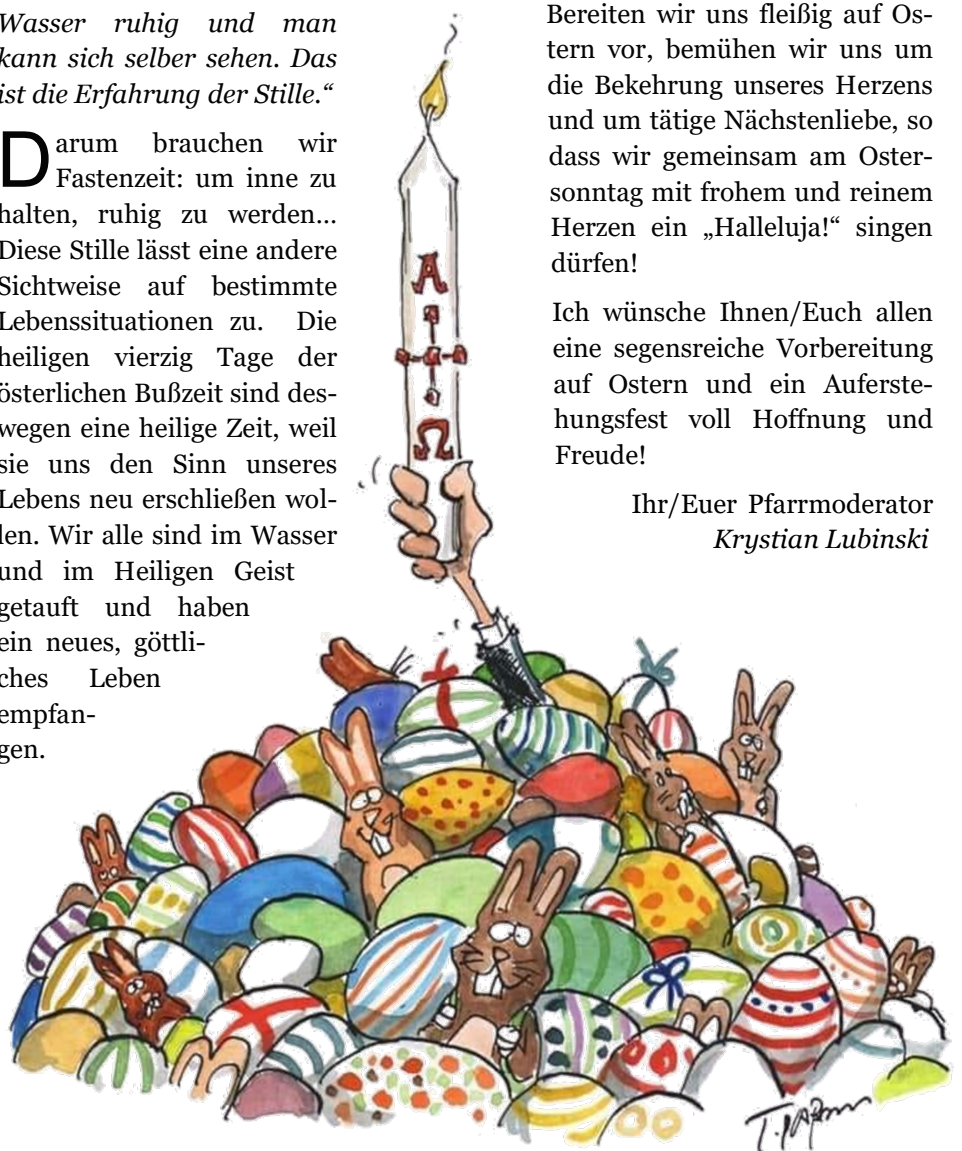 Wasser ruhig und man
kann sich selber sehen. Das
ist die Erfahrung der Stille.“
Darum brauchen wir
Fastenzeit: um inne zu
halten, ruhig zu werden...
Diese Stille lässt eine andere
Sichtweise auf bestimmte
Lebenssituationen zu. Die
heiligen vierzig Tage der
österlichen Bußzeit sind des-
wegen eine heilige Zeit, weil
sie uns den Sinn unseres
Lebens neu erschließen wol-
len. Wir alle sind im Wasser
und im Heiligen Geist
getauft und haben
ein neues, göttli-
ches Leben
empfan-
gen.
Α
Ω
Bereiten wir uns fleißig auf Os-
tern vor, bemühen wir uns um
die Bekehrung unseres Herzens
und um tätige Nächstenliebe, so
dass wir gemeinsam am Oster-
sonntag mit frohem und reinem
Herzen ein „Halleluja!“ singen
dürfen!
Ich wünsche Ihnen/Euch allen
eine segensreiche Vorbereitung
auf Ostern und ein Auferste-
hungsfest voll Hoffnung und
Freude!
Ihr/Euer Pfarrmoderator
Krystian Lubinski